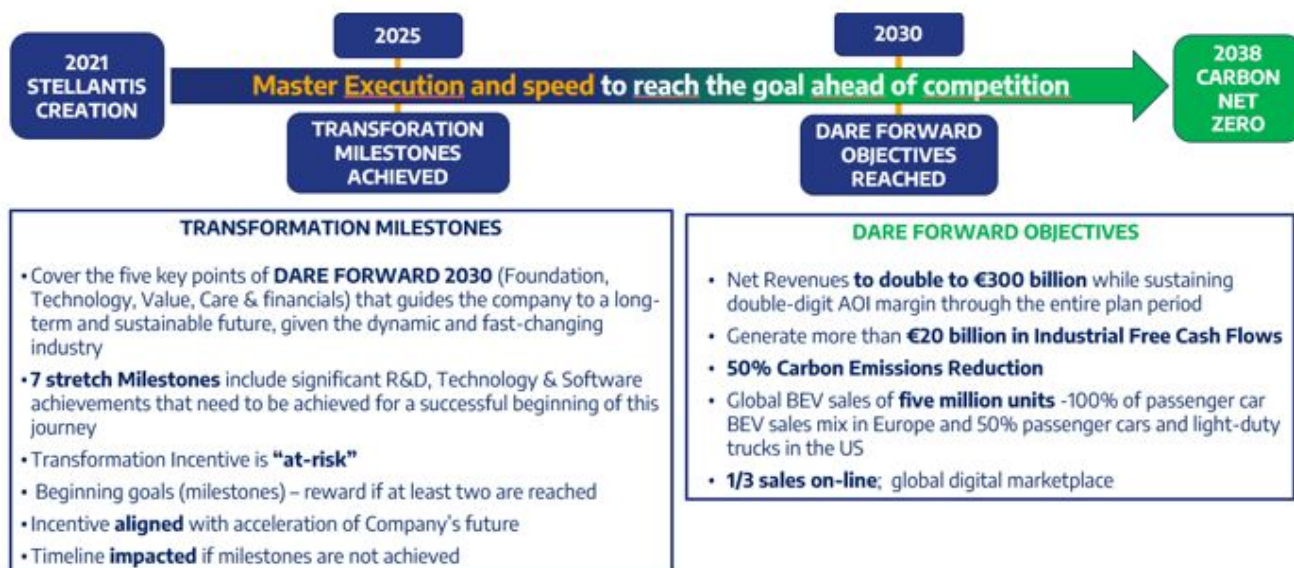 2025
2030
2021
STELLANTIS
CREATION
Master Execution and speed to reach the goal ahead of competition
2038
CARBON
NET
ZERO
TRANSFORATION
MILESTONES
ACHIEVED
DARE FORWARD
OBJECTIVES
REACHED
TRANSFORMATION MILESTONES
• Cover the five key points of DARE FORWARD 2030 (Foundation,
Technology, Value, Care & financials) that guides the company to a long-
term and sustainable future, given the dynamic and fast-changing
industry
• 7 stretch Milestones include significant R&D, Technology & Software
achievements that need to be achieved for a successful beginning of this
journey
• Transformation Incentive is “at-risk”
• Beginning goals (milestones) – reward if at least two are reached
• Incentive aligned with acceleration of Company’s future
• Timeline impacted if milestones are not achieved
DARE FORWARD OBJECTIVES
• Net Revenues to double to €300 billion while sustaining
double-digit AOI margin through the entire plan period
• Generate more than €20 billion in Industrial Free Cash Flows
• 50% Carbon Emissions Reduction
• Global BEV sales of five million units -100% of passenger car
BEV sales mix in Europe and 50% passenger cars and light-duty
trucks in the US
• 1/3 sales on-line; global digital marketplace